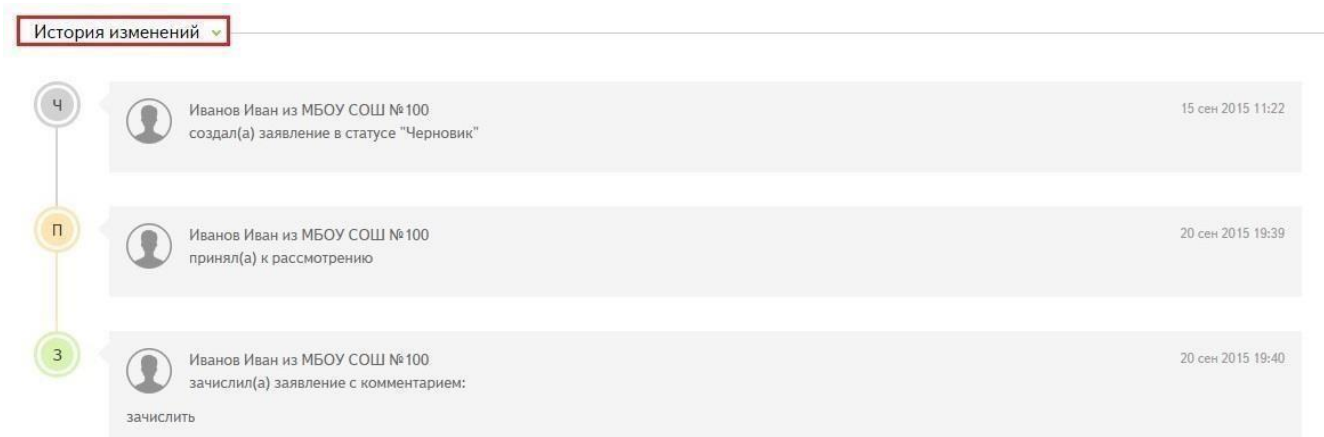 История изменений
Ч
Иванов Иван из МБОУ СОШ №100
15 сен 2015 11:22
создал(а) заявление в статусе "Черновик"
П
Иванов Иван из МБОУ СОШ №100
20 сен 2015 19:39
принял(а) к рассмотрению
З
Иванов Иван из МБОУ СОШ №100
20 сен 2015 19:40
зачислил(а) заявление с комментарием:
зачислить